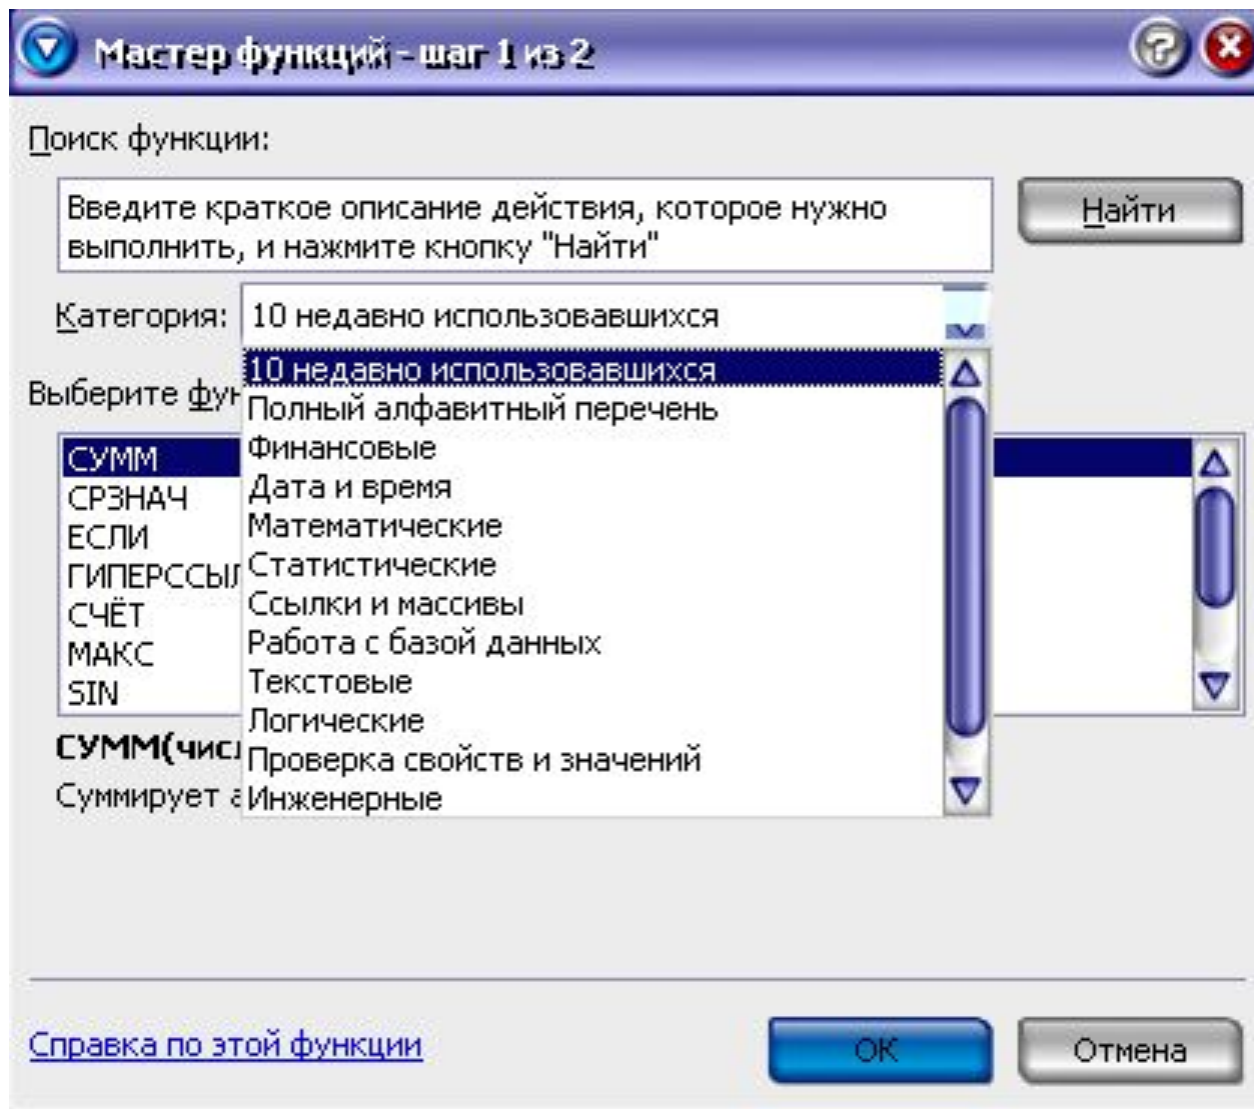 Мастер функций - шаг 1 из 2
Поиск функции:
Введите краткое описание действия, которое нужно
выполнить, и нажмите кнопку "Найти"
Найти
Категория:
10 недавно использовавшихся
10 недавно использовавшихся
Полный алфавитный перечень
Финансовые
Дата и время
Математические
Статистические
Ссылки и массивы
Работа с базой данных
Текстовые
Логические
Проверка свойств и значений
Инженерные
Выберите
СУММ
СРЗНАЧ
ЕСЛИ
СЧЁТ
МАКС
SIN
СУММ(
Суммирует
Справка по этой функции
ОК
Отмена